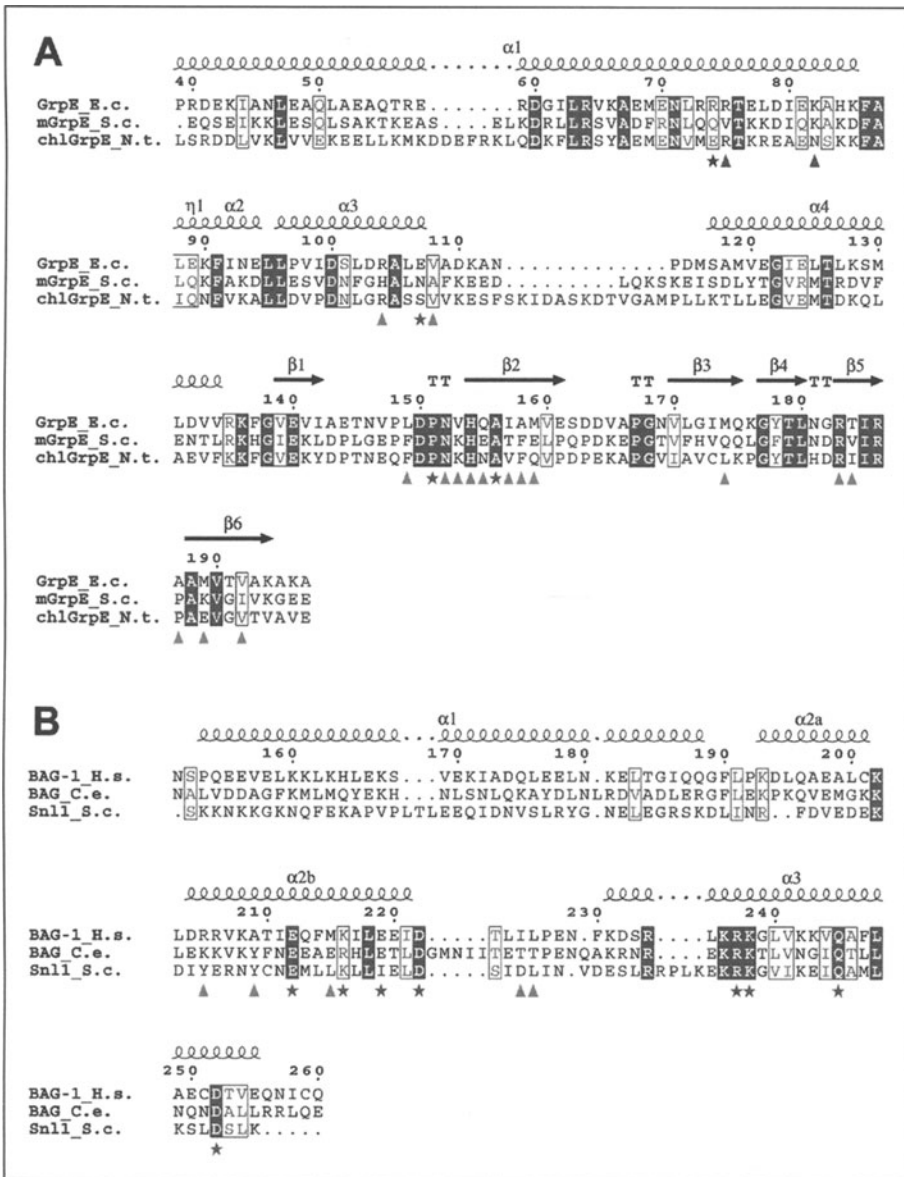 A
α1
40 50 60 70 80
GrpE_E.c. PRDEKIANLEAQLAEAQTRE.......RDGILRVKAEMENLRRRTELDIEKAHKFA
mGrpE_S.c. .EQSEIKKLESQLSAKTKEAS.....ELKDRLLRSVADFRNLQQVTKKDIQKAKDFA
chlGrpE_N.t. LSRDDLVKLVVEKEELLKMKDDEFRKLQDKFLRSYAEMENVMERTKREAENSKKFA
η1 α2 α3 α4
90 100 110 120 130
GrpE_E.c. LEKFINELLPVIDSLDRALEVADKAN............PDMSAMVEGIELTLKSM
mGrpE_S.c. LQKFAKDLLESVDNFGHALNAFKEED.........LQKSKEISDLYTGVRMTRDVF
chlGrpE_N.t. IQNFVKALLDVPDNLGRASSVVKESFSKIDASKDTVGAMPLLKTLLEGVEMTDKQL
β1 TT β2 TT β3 β4 TT β5
140 150 160 170 180
GrpE_E.c. LDVVRKFGVEVIAETNVPLDPNVHQAIAMVESDDVAPGNVLGIMQKGYTLNGRTIR
mGrpE_S.c. ENTLRKHGIEKLDPLGEPFDPNKHEATFELPQPDKEPGTVFHVQQLGFTLNDRVIR
chlGrpE_N.t. AEVFKKFGVEKYDPTNEQFDPNKHNAVFQVPDPEKAPGVIAVCLKPGYTLHDRIIR
β6
190
GrpE_E.c. AAMVTVAKAKA
mGrpE_S.c. PAKVGIVKGEE
chlGrpE_N.t. PAEVGVTVAVE
B
α1 α2a
160 170 180 190 200
BAG-1_H.s. NSPQEEVELKKLKHLEKS..VEKIADQLEELN.KELTGIQQGFLPKDLQAEALCK
BAG_C.e. NALVDDAGFKMLMQYEKH..NLSNLQKAYDLNLRDVADLERGFLEKPKQVEMGKK
Snl1_S.c. .SKKNKKGKNQFEKAPVPLTLEEQIDNVSLRYG.NELEGRSKDLINR..FDVEDEK
α2b α3
210 220 230 240
BAG-1_H.s. LDRRVKATIEQFMKILEEID.....TLILPENFKDSR....LKRKGLVKKVQAFL
BAG_C.e. LEKKVKYFNEEAERHLETLDGMNIITETTPENQAKRNR...EKRKTLVNGIQTLL
Snl1_S.c. DIYERNYCNEMLLKLLIELD.....SIDLIN.VDESLRRPLKEKRKGVIKEIQAML
250 260
BAG-1_H.s. AECDTVEQNICQ
BAG_C.e. NQNDALLRRLQE
Snl1_S.c. KSLDSLK.....